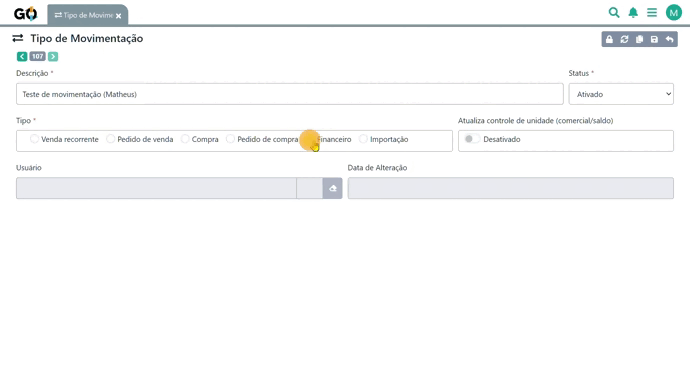 GO
Tipo de Movime
M
Tipo de Movimentação
107
Descrição *
Status *
Teste de movimentação (Matheus)
Ativado
Tipo *
Atualiza controle de unidade (comercial/saldo)
Venda recorrente Pedido de venda Compra Pedido de compra Financeiro Importação
Desativado
Usuário
Data de Alteração